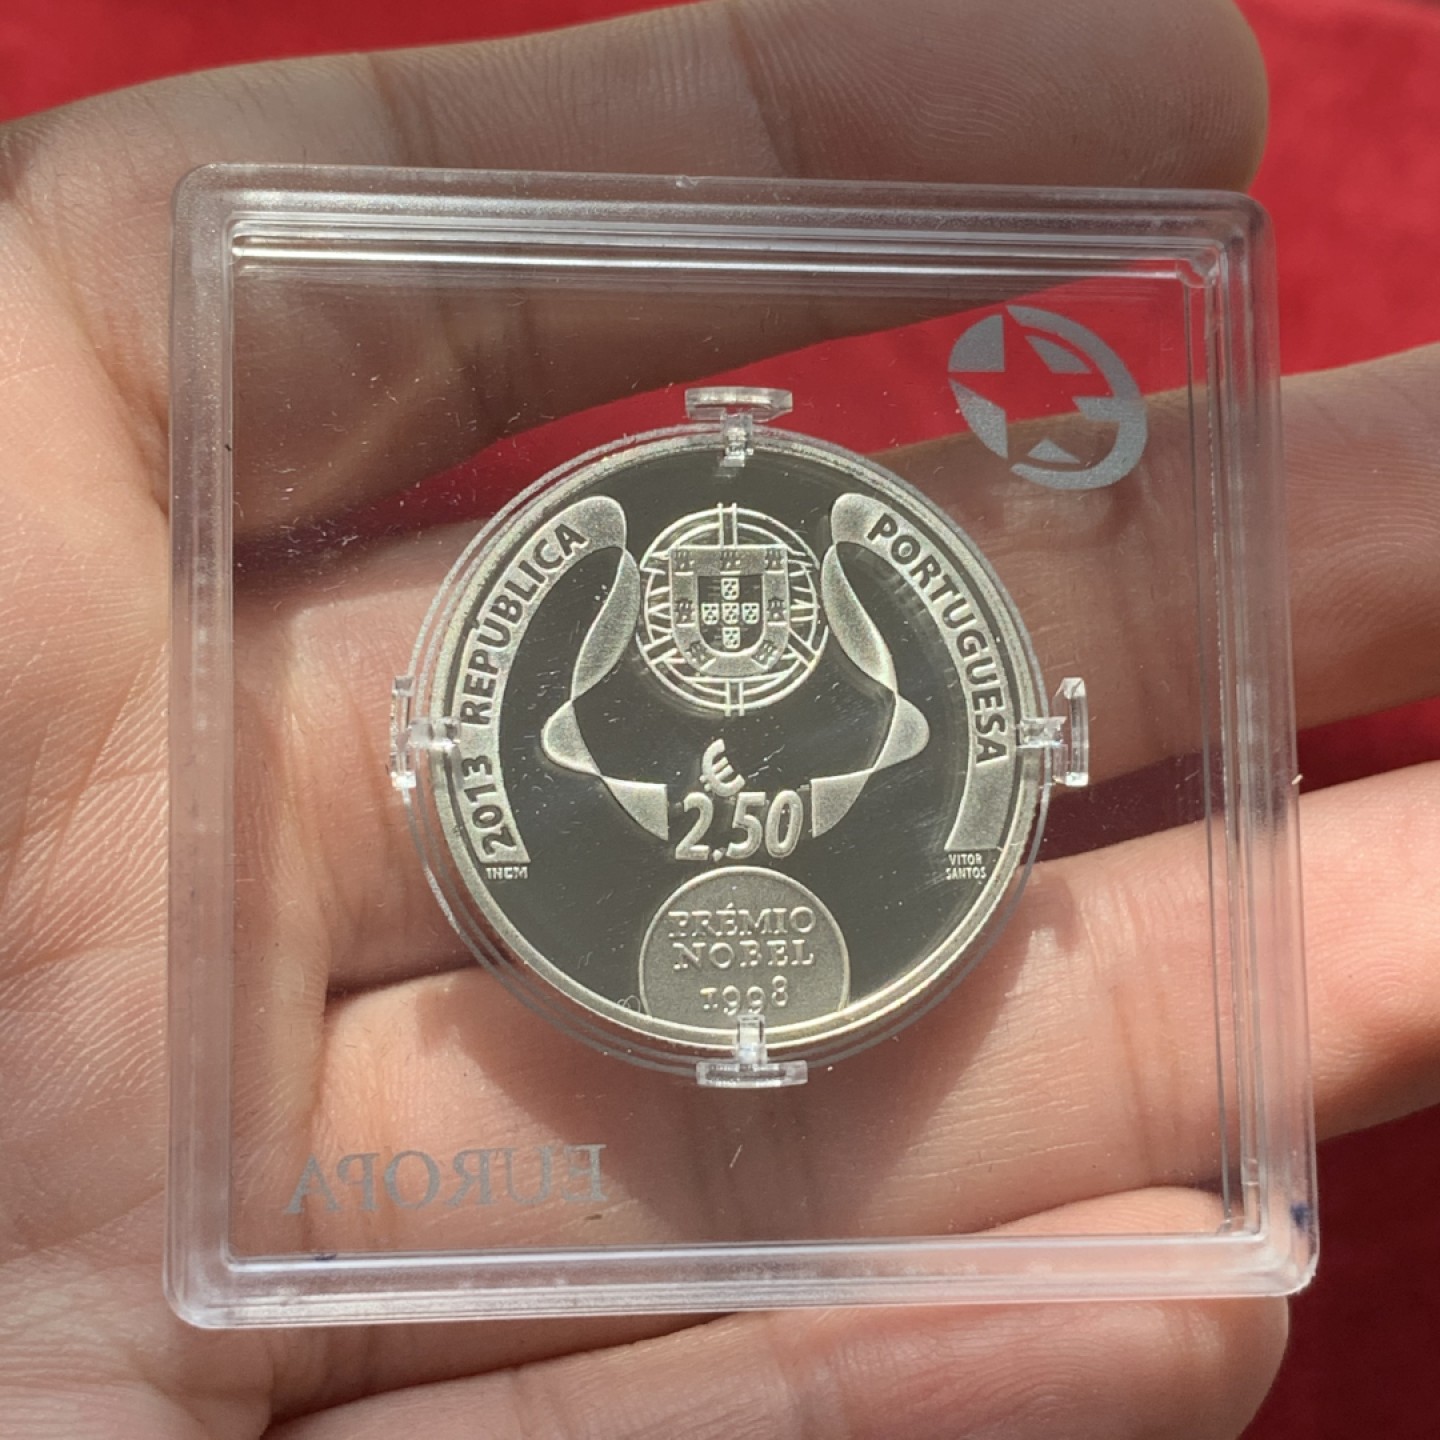 2013 REPÚBLICA
PORTUGUESA
€
2.50
INCM
VITOR
SANTOS
PRÉMIO
NOBEL
1998
EUROPA